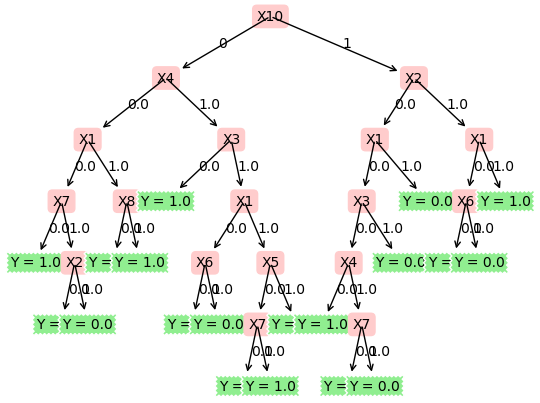 X10
0 1
X4 X2
0.0 1.0 0.0 1.0
X1 X3 X1 X1
0.0 1.0 0.0 1.0 0.0 1.0 0.0 1.0
X7 X8 Y = 1.0 X1 X3 Y = 0.0 X6 Y = 1.0
0.0 1.0 0.0 1.0 0.0 1.0 0.0 1.0 0.0 1.0
Y = 1.0 X2 Y = Y = 1.0 X6 X5 X4 Y = 0.0 Y = Y = 0.0
0.0 1.0 0.0 1.0 0.0 1.0 0.0 1.0
Y = Y = 0.0 Y = Y = 0.0 X7 Y = Y = 1.0 X7
0.0 1.0 0.0 1.0
Y = Y = 1.0 Y = Y = 0.0